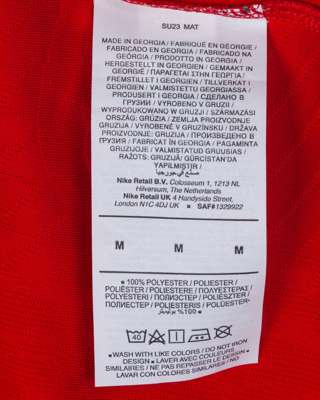 SU23 MAT
MADE IN GEORGIA / FABRIQUÉ EN GÉORGIE /
FABRICADO EN GEORGIA / FABRICADO NA
GEÓRGIA / PRODOTTO IN GEORGIA /
HERGESTELLT IN GEORGIEN / GEMAAKT IN
GEORGIË / ΠΑΡΑΓΕΤΑΙ ΣΤΗΝ ΓΕΩΡΓΙΑ /
FREMSTILLET I GEORGIEN / TILLVERKAT I
GEORGIEN / VALMISTETTU GEORGIASSA /
PRODUSERT I GEORGIA / СДЕЛАНО В
ГРУЗИИ / VYROBENO V GRUZII /
WYPRODUKOWANO W GRUZJI / SZÁRMAZÁSI
ORSZÁG: GRÚZIA / ZEMLJA PROIZVODNJE:
GRUZIJA / VYROBENÉ V GRUZÍNSKU / DRŽAVA
PROIZVODNJE: GRUZIJA / ПРОИЗВЕДЕНО В
ГРУЗИЯ / FABRICAT ÎN GEORGIA / PAGAMINTA
GRUZIJOJE / VALMISTATUD GRUUSIAS /
RAŽOTS: GRUZIJĀ / GÜRCİSTAN'DA
YAPILMIŞTIR /
صنع في جورجيا
Nike Retail B.V. Colosseum 1, 1213 NL
Hilversum, The Netherlands
Nike Retail UK 4 Handyside Street,
London N1C 4DJ UK ● SAF#1329922
M M M
● 100% POLYESTER / POLYESTER /
POLIÉSTER / POLIESTERE / ΠΟΛΥΕΣΤΕΡΑΣ /
POLYESTERI / ПОЛИЭСТЕР / POLIESZTER /
ПОЛИЕСТЕР / POLIESTERIS / POLÜESTER
100%
40 A
● WASH WITH LIKE COLORS / DO NOT IRON
DESIGN ● LAVER AVEC COULEURS
SIMILAIRES / NE PAS REPASSER LE DESSIN ●
LAVAR CON COLORES SIMILARES / NO